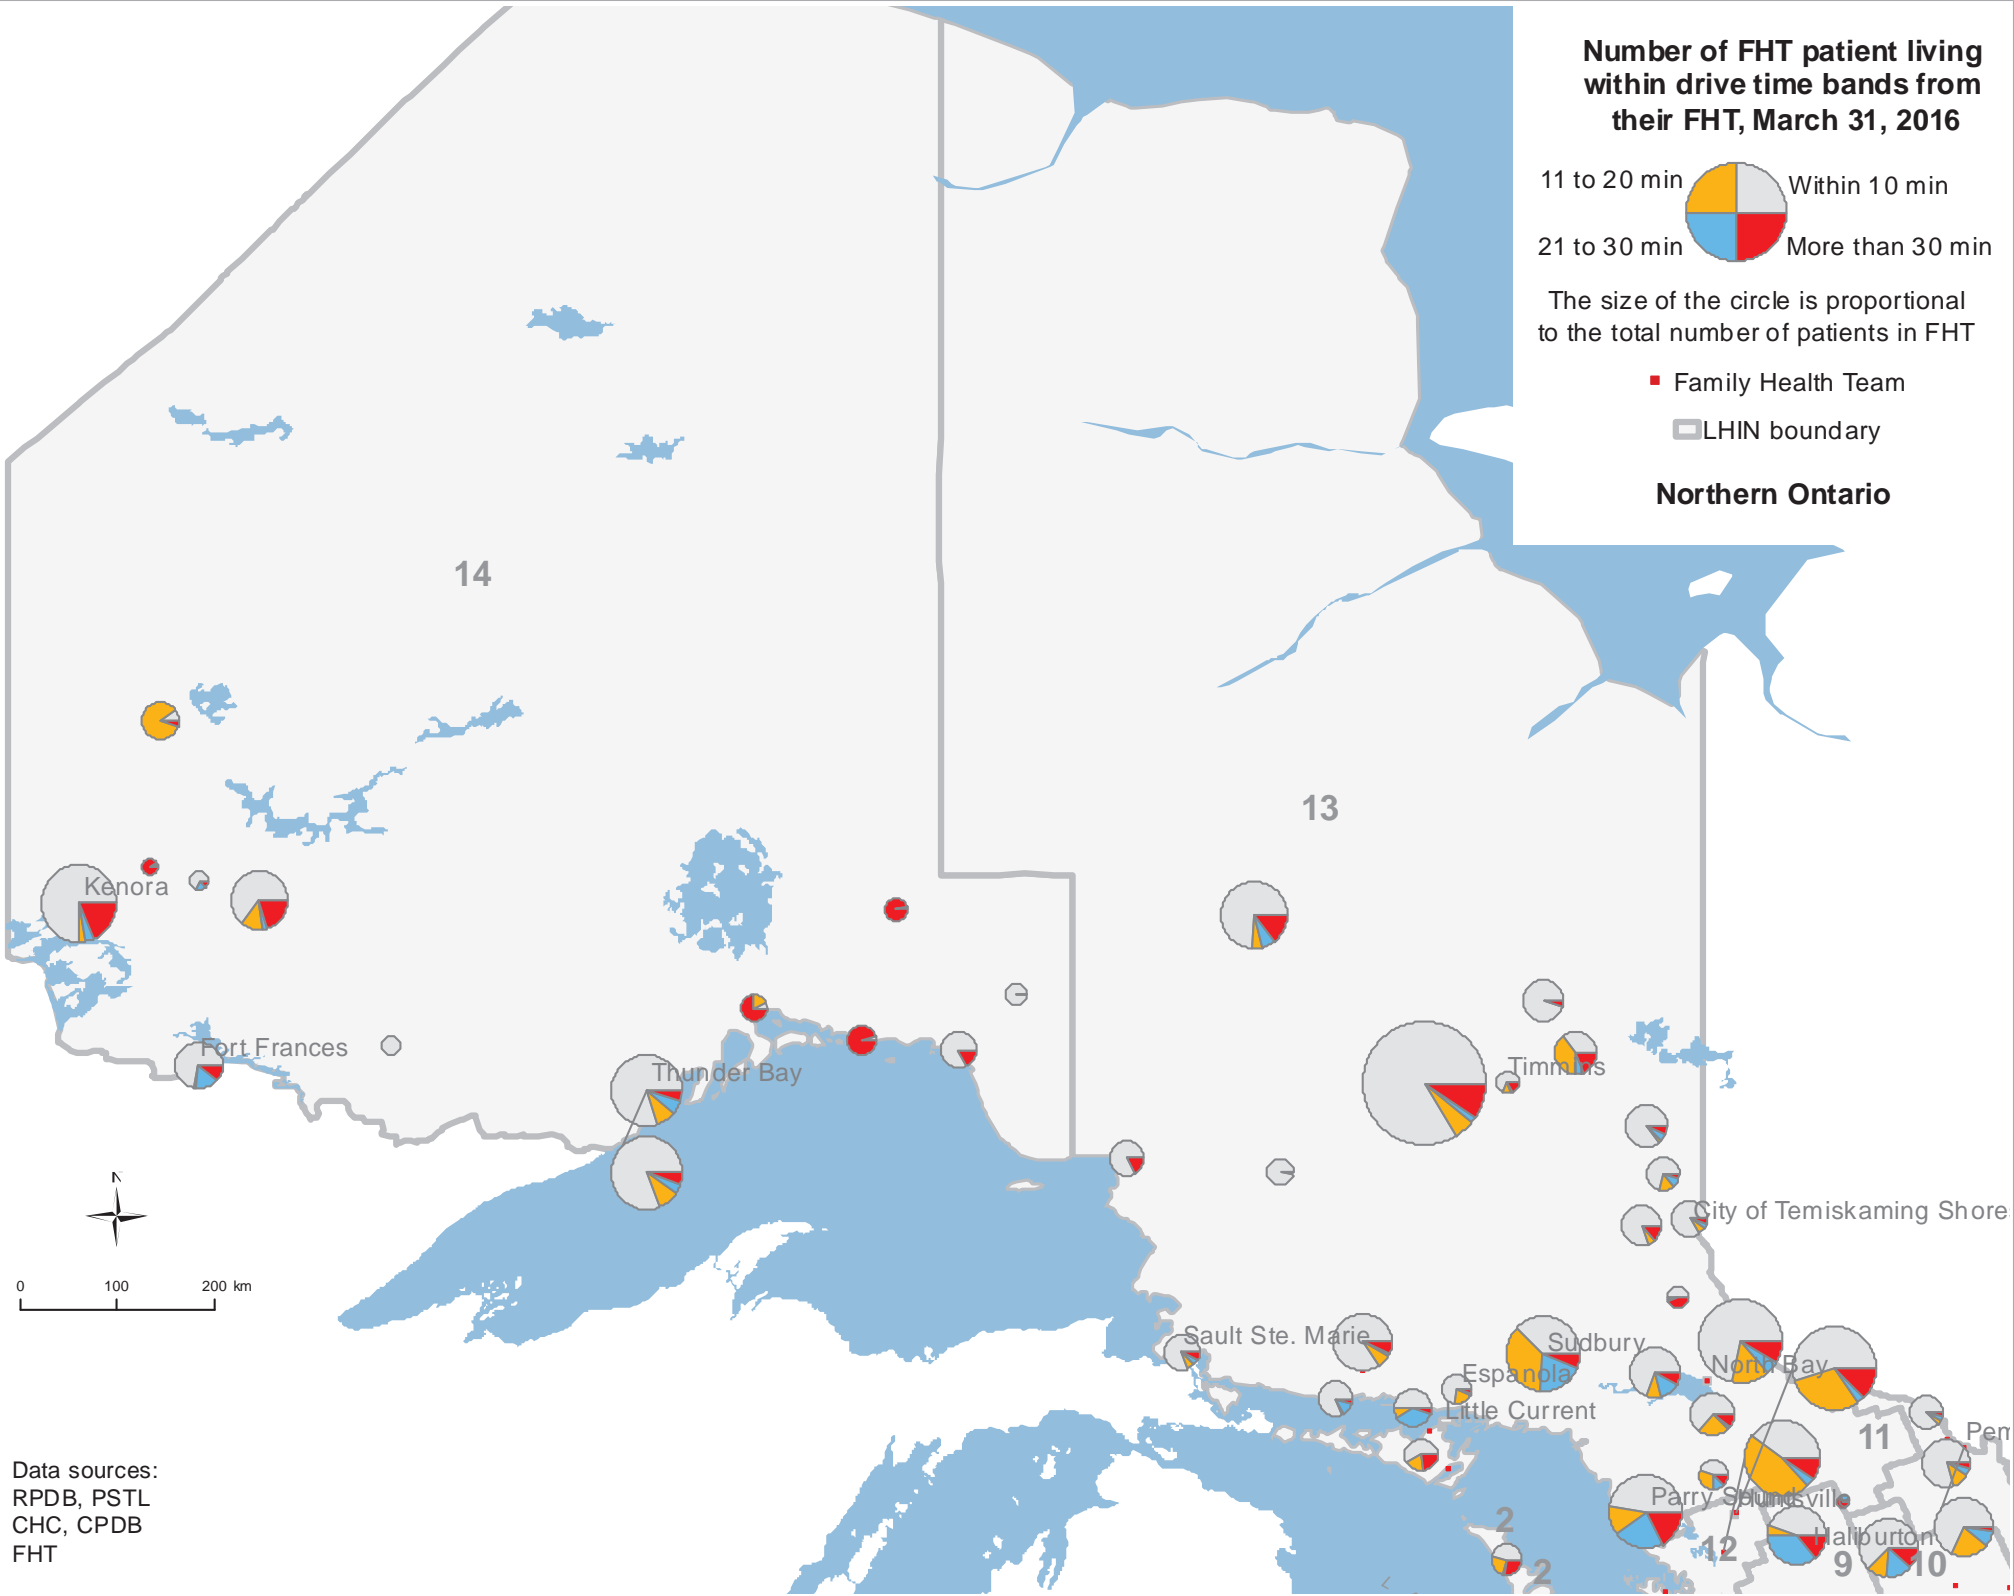 Number of FHT patient living
within drive time bands from
their FHT, March 31, 2016
11 to 20 min
Within 10 min
21 to 30 min
More than 30 min
The size of the circle is proportional
to the total number of patients in FHT
Family Health Team
LHIN boundary
Northern Ontario
14
13
Kenora
Fort Frances
Thunder Bay
Timmins
City of Temiskaming Shore
N
0 100 200 km
Sault Ste. Marie
Sudbury
Espanola
North Bay
Little Current
11
Pem
Parry Sound
Huntsville
Haliburton
2
12
9
10
2
Data sources:
RPDB, PSTL
CHC, CPDB
FHT